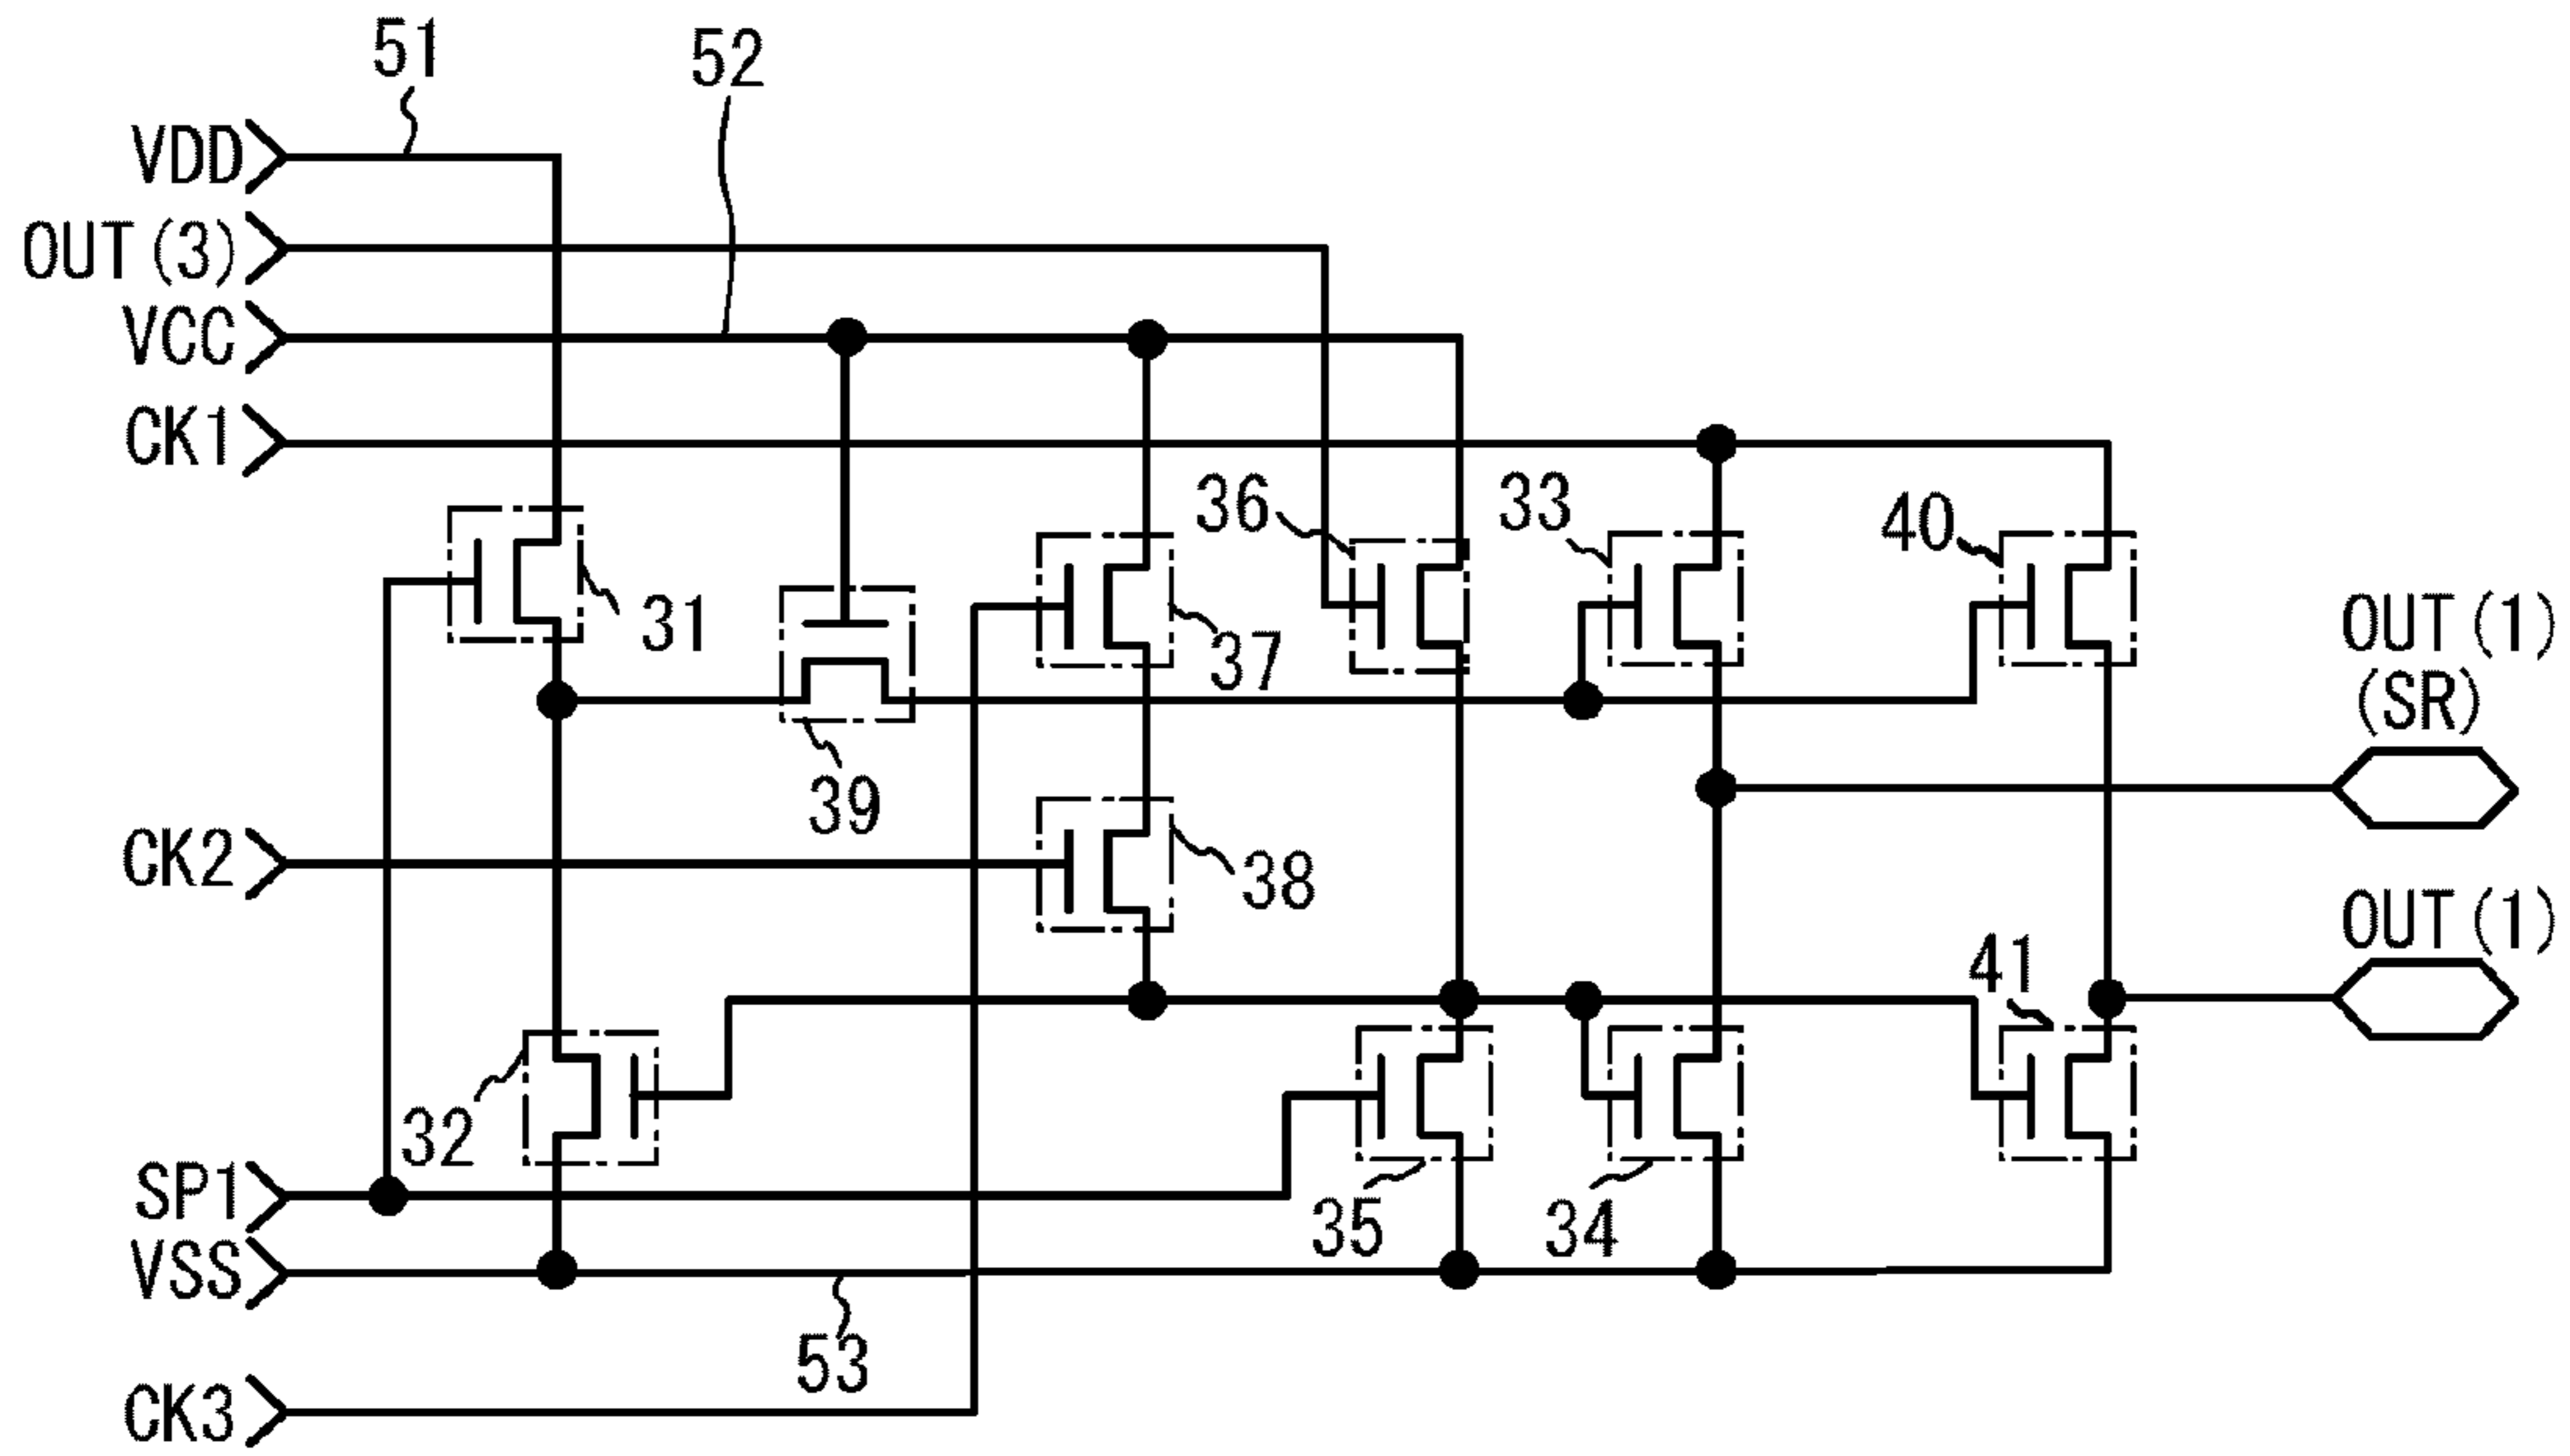 51
52
VDD
OUT(3)
VCC
CK1
36
33
40
31
37
OUT(1)
(SR)
39
CK2
38
OUT(1)
41
32
SP1
35
34
VSS
53
CK3